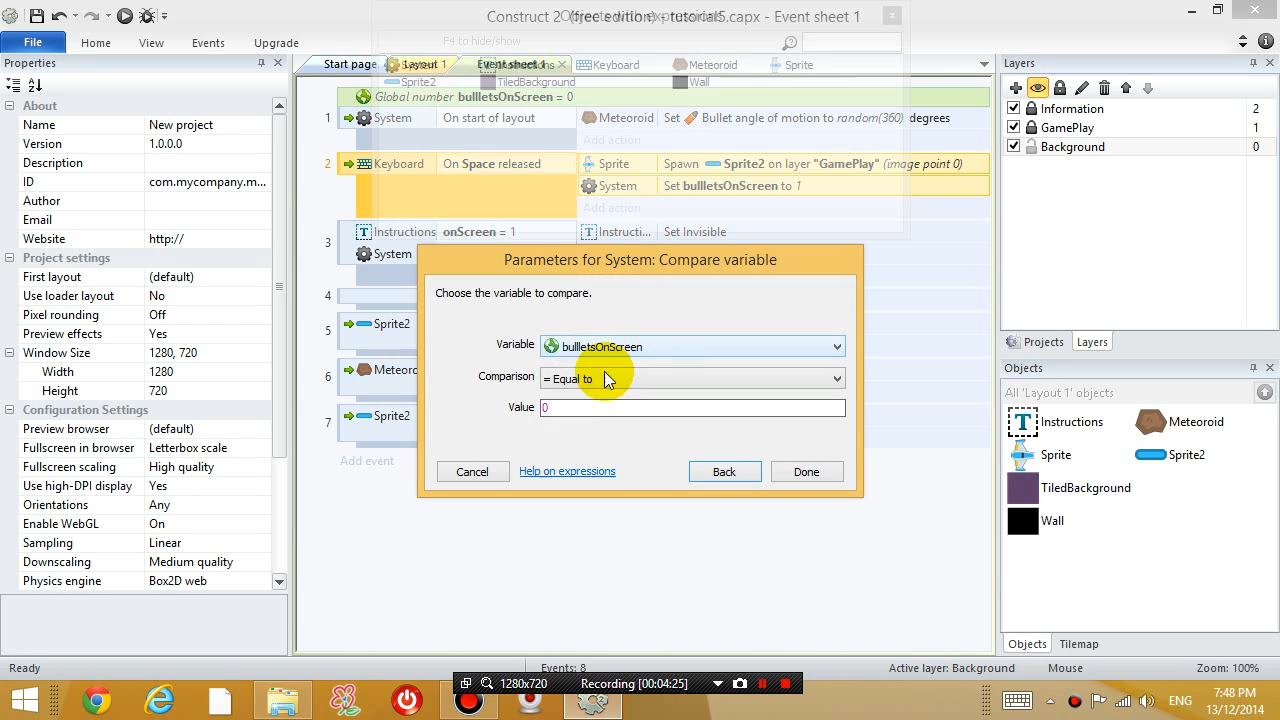 Construct 2 (free edition) - tutorial5.capx - Event sheet 1
F4 to hide/show
File
Home
View
Events
Upgrade
Properties
Start page
Layout 1
Event sheet 1
Keyboard
Meteoroid
Sprite
Sprite2
TiledBackground
Wall
Layers
About
Name New project
Version 1.0.0.0
Description
ID com.mycompany.m...
Author
Email
Website http://
Project settings
First layout (default)
Use loader layout No
Pixel rounding Off
Preview effects Yes
Window Size 1280, 720
Width 1280
Height 720
Configuration Settings
Preview browser (default)
Fullscreen in browser Letterbox scale
Fullscreen scaling High quality
Use high-DPI display Yes
Orientations Any
Enable WebGL On
Sampling Linear
Downscaling Medium quality
Physics engine Box2D web
Global number bullletsOnScreen = 0
1 System On start of layout Meteoroid Set Bullet angle of motion to random(360) degrees
Add action
2 Keyboard On Space released Sprite Spawn Sprite2 on layer "GamePlay" (image point 0)
System Set bullletsOnScreen to 1
Add action
3 Instructions onScreen = 1 Instructi... Set Invisible
System
4
5 Sprite2
6 Meteoro
7 Sprite2
Add event
Parameters for System: Compare variable
Choose the variable to compare.
Variable bullletsOnScreen
Comparison = Equal to
Value 0
Cancel
Help on expressions
Back
Done
Information 2
GamePlay 1
Background 0
Projects
Layers
Objects
All 'Layout 1' objects
Instructions
Meteoroid
Sprite
Sprite2
TiledBackground
Wall
Objects
Tilemap
Ready
Events: 8
Active layer: Background
Mouse
Zoom: 100%
1280x720
Recording [00:04:25]
ENG
7:48 PM
13/12/2014